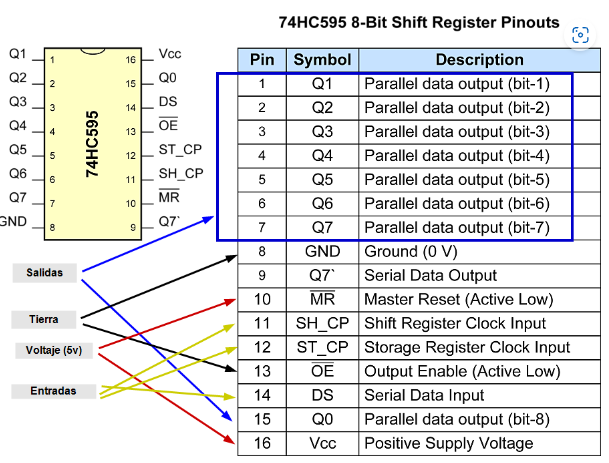 74HC595 8-Bit Shift Register Pinouts
Q1 1 16 Vcc
Q2 2 15 Q0
Q3 3 14 DS
Q4 4 13 OE
Q5 5 12 ST_CP
Q6 6 11 SH_CP
Q7 7 10 MR
GND 8 9 Q7`
74HC595
Pin Symbol Description
1 Q1 Parallel data output (bit-1)
2 Q2 Parallel data output (bit-2)
3 Q3 Parallel data output (bit-3)
4 Q4 Parallel data output (bit-4)
5 Q5 Parallel data output (bit-5)
6 Q6 Parallel data output (bit-6)
7 Q7 Parallel data output (bit-7)
8 GND Ground (0 V)
9 Q7` Serial Data Output
10 MR Master Reset (Active Low)
11 SH_CP Shift Register Clock Input
12 ST_CP Storage Register Clock Input
13 OE Output Enable (Active Low)
14 DS Serial Data Input
15 Q0 Parallel data output (bit-8)
16 Vcc Positive Supply Voltage
Salidas
Tierra
Voltaje (5v)
Entradas